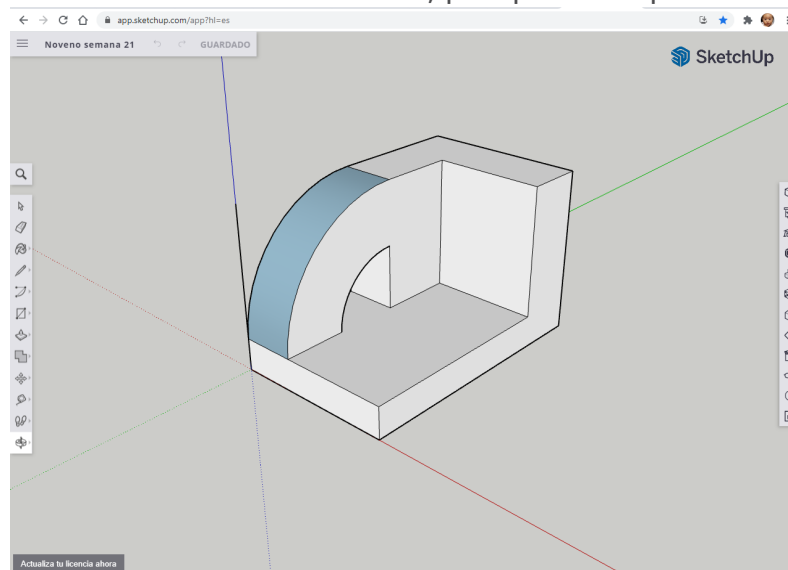 app.sketchup.com/app?hl=es
Noveno semana 21
GUARDADO
SketchUp
Actualiza tu licencia ahora